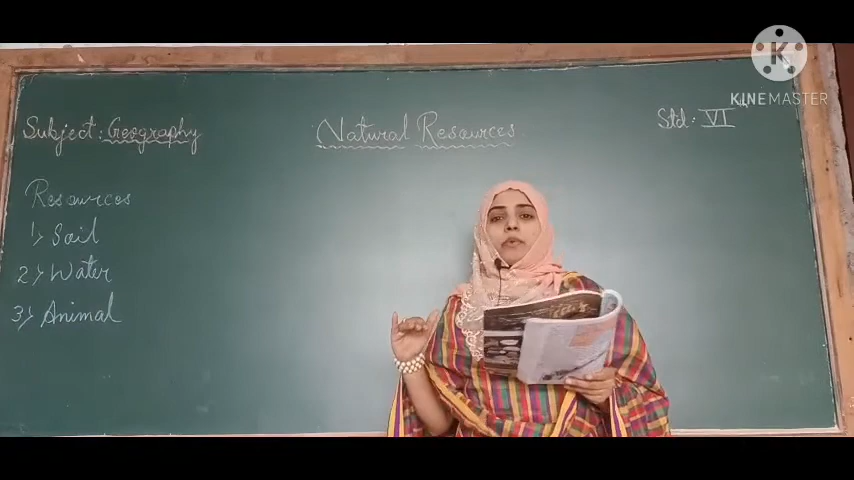 KINEMASTER
Subject: Geography
Natural Resources
Std: VI
Resources
1) Soil
2) Water
3) Animal